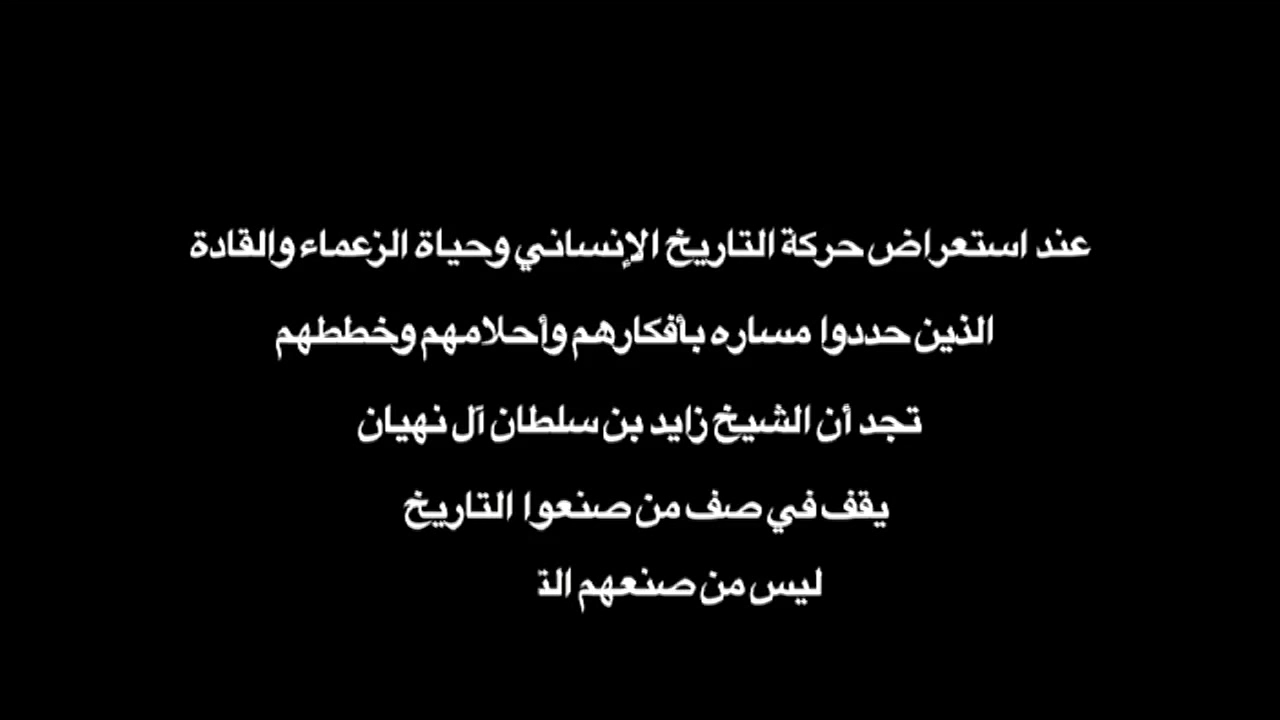 عند استعراض حركة التاريخ الإنساني وحياة الزعماء والقادة
الذين حددوا مساره بأفكارهم وأحلامهم وخططهم
تجد أن الشيخ زايد بن سلطان آل نهيان
يقف في صف من صنعوا التاريخ
ليس من صنعهم